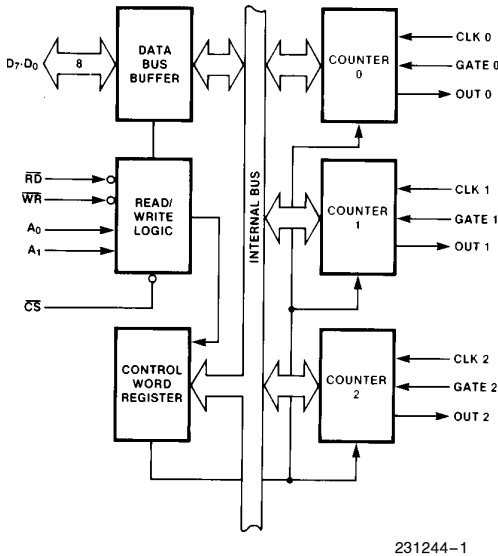 D7-D0
8
DATA
BUS
BUFFER
RD
WR
A0
A1
CS
READ/
WRITE
LOGIC
CONTROL
WORD
REGISTER
INTERNAL BUS
COUNTER
0
CLK 0
GATE 0
OUT 0
COUNTER
1
CLK 1
GATE 1
OUT 1
COUNTER
2
CLK 2
GATE 2
OUT 2
231244–1